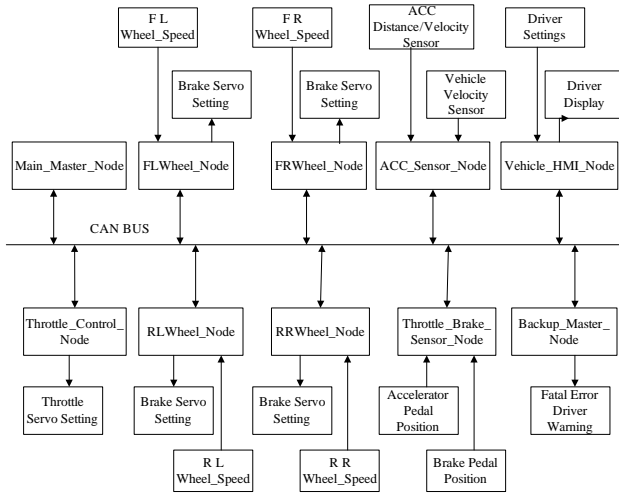 F L
Wheel_Speed
F R
Wheel_Speed
ACC
Distance/Velocity
Sensor
Driver
Settings
Brake Servo
Setting
Brake Servo
Setting
Vehicle
Velocity
Sensor
Driver
Display
Main_Master_Node
FLWheel_Node
FRWheel_Node
ACC_Sensor_Node
Vehicle_HMI_Node
CAN BUS
Throttle_Control_
Node
RLWheel_Node
RRWheel_Node
Throttle_Brake_
Sensor_Node
Backup_Master_
Node
Throttle
Servo Setting
Brake Servo
Setting
Brake Servo
Setting
Accelerator
Pedal
Position
Fatal Error
Driver
Warning
R L
Wheel_Speed
R R
Wheel_Speed
Brake Pedal
Position